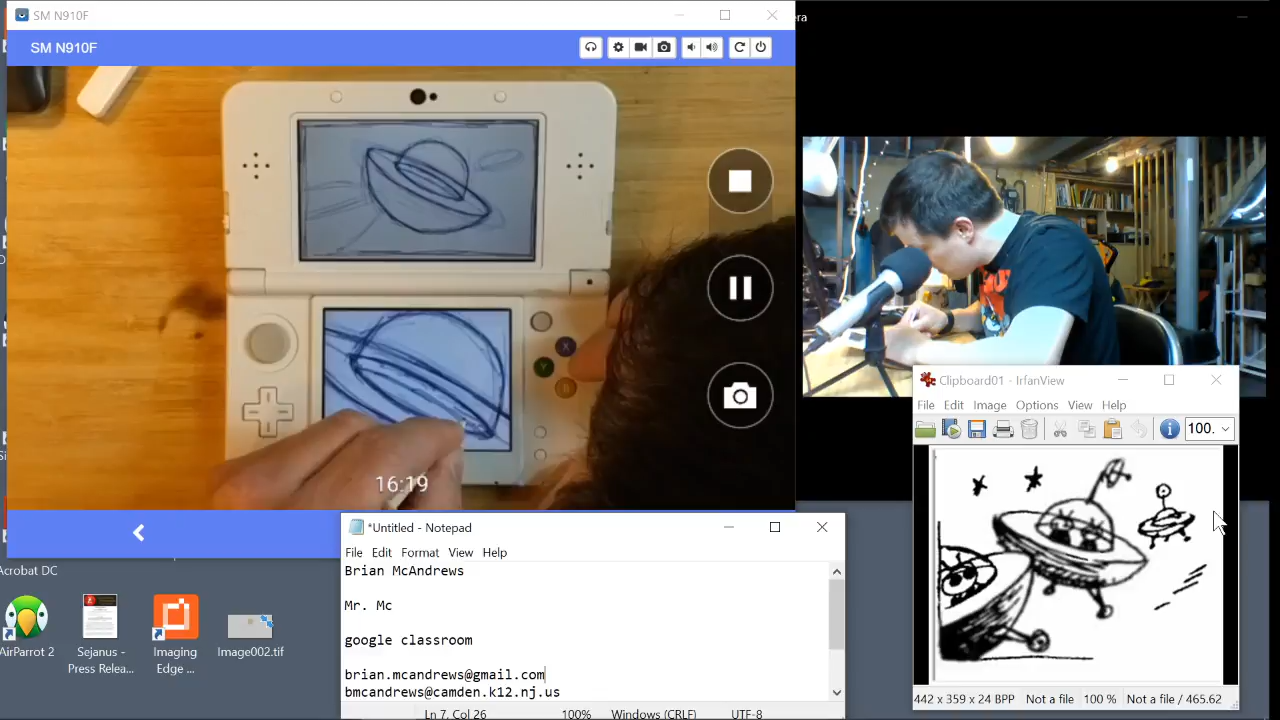 SM N910F
era
SM N910F
X
Y
B
16:19
Clipboard01 - IrfanView
File Edit Image Options View Help
100.
442 x 359 x 24 BPP Not a file 100 % Not a file / 465.62
*Untitled - Notepad
File Edit Format View Help
Brian McAndrews
Mr. Mc
google classroom
brian.mcandrews@gmail.com
bmcandrews@camden.k12.nj.us
Ln 7, Col 26 100% Windows (CRLF) UTF-8
Acrobat DC
AirParrot 2
Sejanus -
Press Relea...
Imaging
Edge ...
Image002.tif